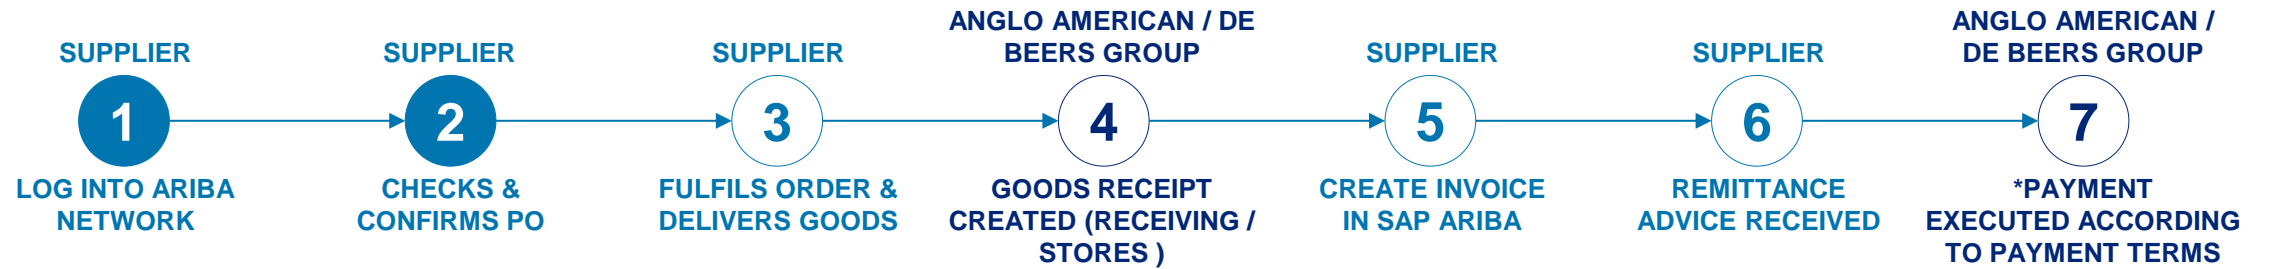 SUPPLIER
1
LOG INTO ARIBA
NETWORK
SUPPLIER
2
CHECKS &
CONFIRMS PO
SUPPLIER
3
FULFILS ORDER &
DELIVERS GOODS
ANGLO AMERICAN / DE
BEERS GROUP
4
GOODS RECEIPT
CREATED (RECEIVING /
STORES )
SUPPLIER
5
CREATE INVOICE
IN SAP ARIBA
SUPPLIER
6
REMITTANCE
ADVICE RECEIVED
ANGLO AMERICAN /
DE BEERS GROUP
7
*PAYMENT
EXECUTED ACCORDING
TO PAYMENT TERMS